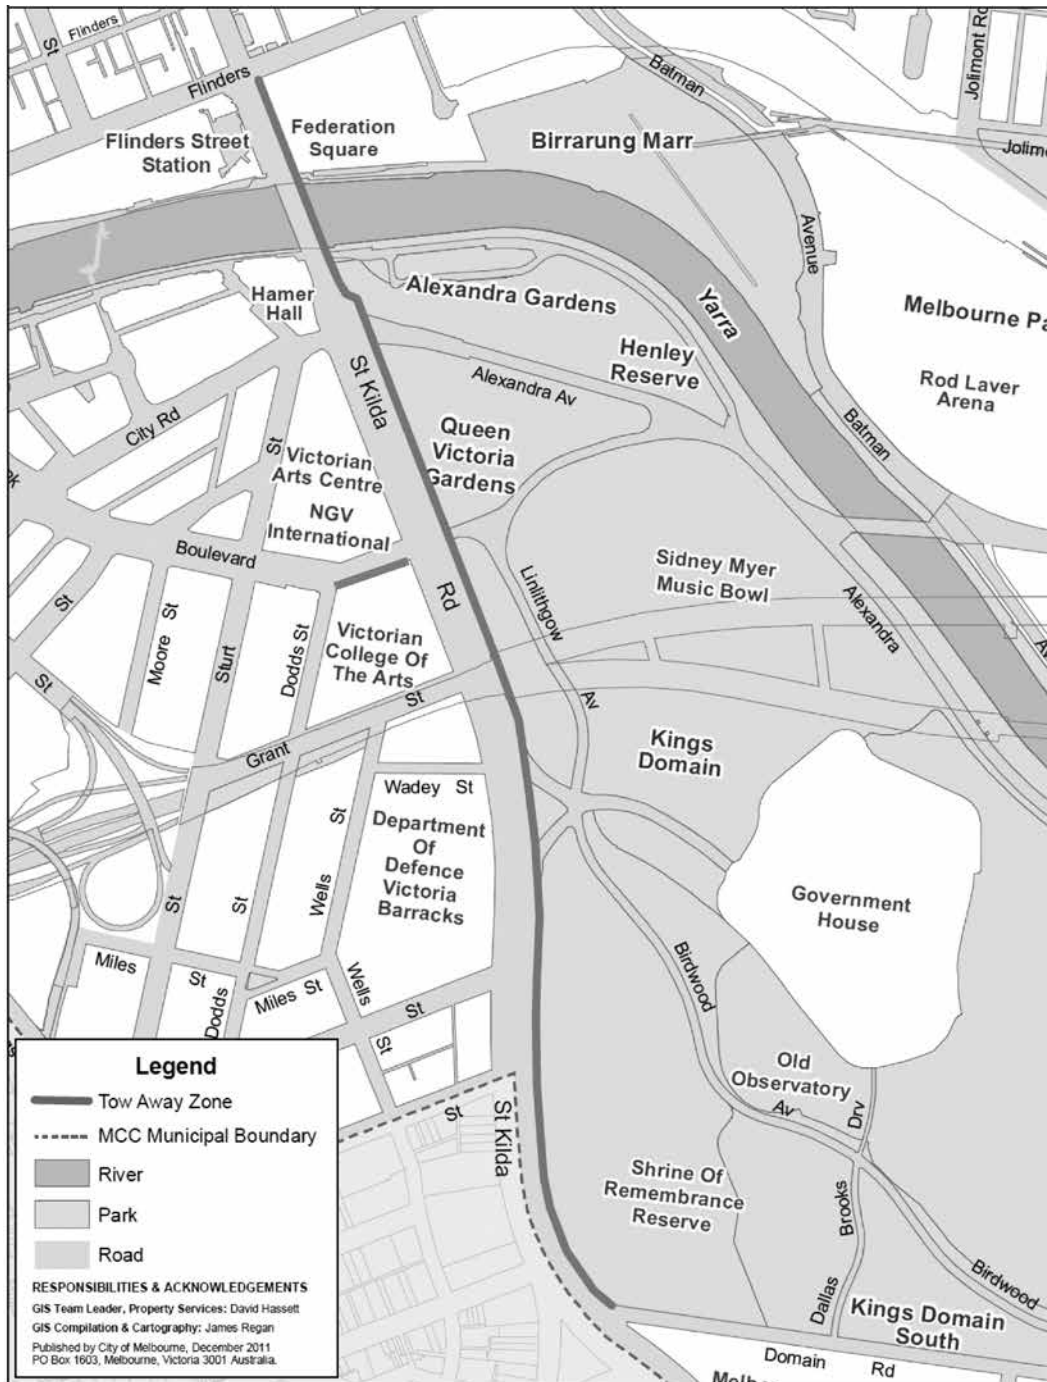 Flinders
St
Flinders
Flinders Street
Station
Federation
Square
Batman
Jolimont Ro
Birrarung Marr
Jolimo
Avenue
Hamer
Hall
Alexandra Gardens
Yarra
Melbourne Pa
Henley
Reserve
Rod Laver
Arena
St Kilda
Alexandra Av
City Rd
St
Queen
Victoria
Gardens
Batman
Victorian
Arts Centre
NGV
International
Boulevard
Sidney Myer
Music Bowl
Linlithgow
Rd
Alexandra
St
Moore St
Sturt
Dodds St
Victorian
College Of
The Arts
Av
St
St
Av
Grant
Kings
Domain
Wadey St
St
Department
Of
Defence
Victoria
Barracks
Government
House
St
St
Wells
Miles
St
Dodds
Miles St
Wells
St
St
Birdwood
Old
Observatory
Av
Drv
St
St Kilda
Shrine Of
Remembrance
Reserve
Brooks
Dallas
Birdwood
Kings Domain
South
Domain Rd
Legend
Tow Away Zone
MCC Municipal Boundary
River
Park
Road
RESPONSIBILITIES & ACKNOWLEDGEMENTS
GIS Team Leader, Property Services: David Hassett
GIS Compilation & Cartography: James Regan
Published by City of Melbourne, December 2011
PO Box 1603, Melbourne, Victoria 3001 Australia.